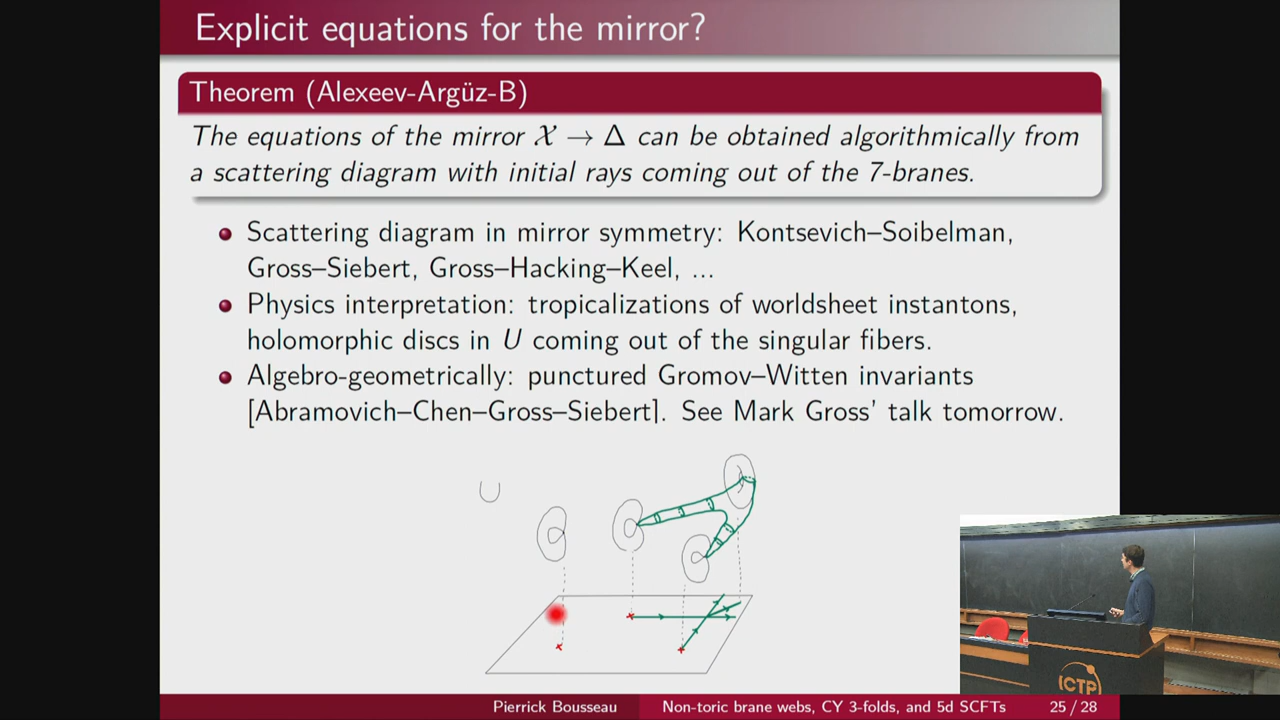 Explicit equations for the mirror?
Theorem (Alexeev-Argüz-B)
The equations of the mirror 𝒳 → Δ can be obtained algorithmically from
a scattering diagram with initial rays coming out of the 7-branes.
Scattering diagram in mirror symmetry: Kontsevich–Soibelman,
Gross–Siebert, Gross–Hacking–Keel, ...
Physics interpretation: tropicalizations of worldsheet instantons,
holomorphic discs in U coming out of the singular fibers.
Algebro-geometrically: punctured Gromov–Witten invariants
[Abramovich–Chen–Gross–Siebert]. See Mark Gross' talk tomorrow.
U
ICTP
Pierrick Bousseau Non-toric brane webs, CY 3-folds, and 5d SCFTs 25 / 28